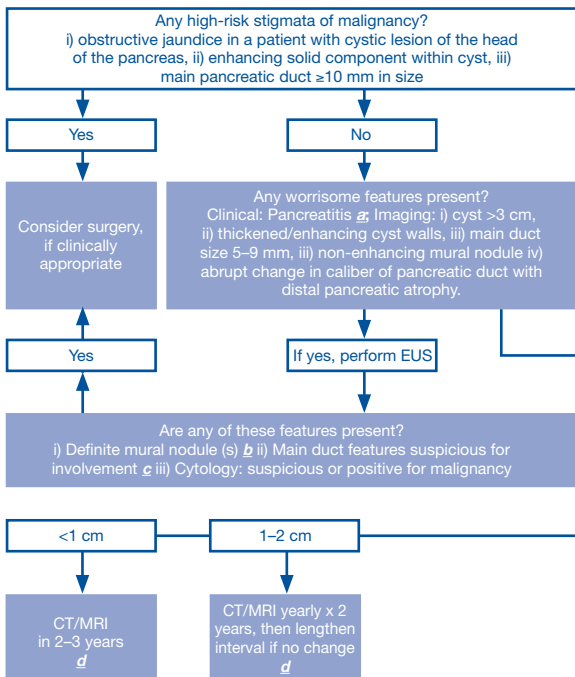 Any high-risk stigmata of malignancy?
i) obstructive jaundice in a patient with cystic lesion of the head
of the pancreas, ii) enhancing solid component within cyst, iii)
main pancreatic duct ≥10 mm in size
Yes
No
Consider surgery,
if clinically
appropriate
Any worrisome features present?
Clinical: Pancreatitis a; Imaging: i) cyst >3 cm,
ii) thickened/enhancing cyst walls, iii) main duct
size 5–9 mm, iii) non-enhancing mural nodule iv)
abrupt change in caliber of pancreatic duct with
distal pancreatic atrophy.
Yes
If yes, perform EUS
Are any of these features present?
i) Definite mural nodule (s) b ii) Main duct features suspicious for
involvement c iii) Cytology: suspicious or positive for malignancy
<1 cm
1–2 cm
CT/MRI
in 2–3 years
d
CT/MRI yearly x 2
years, then lengthen
interval if no change
d